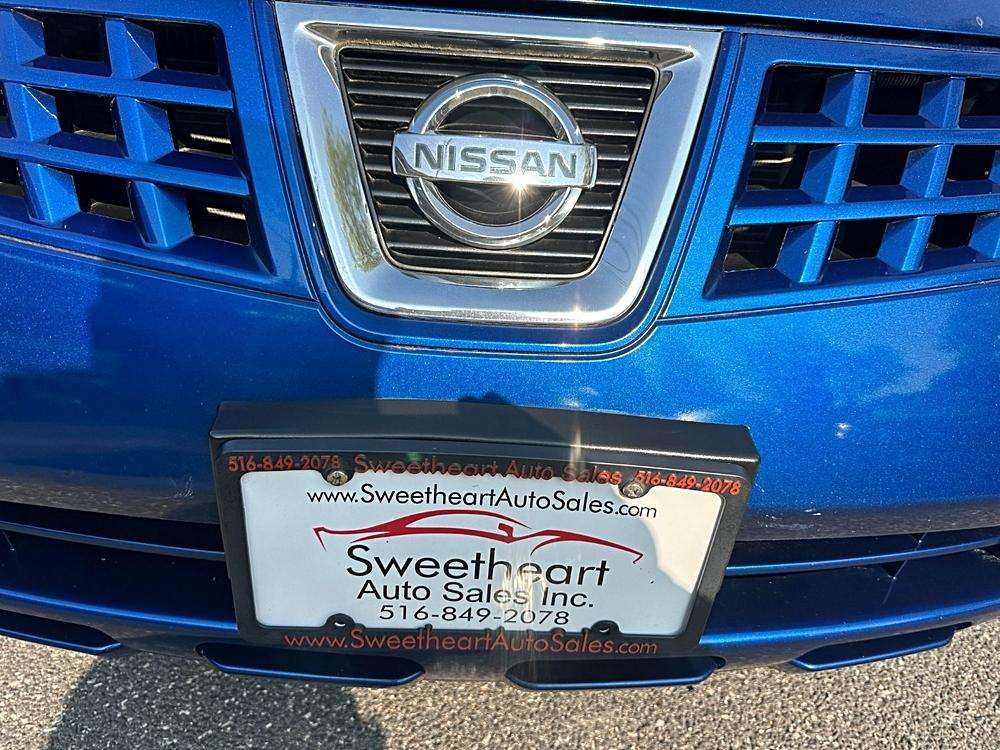 NISSAN
516-849-2078 Sweetheart Auto Sales 516-849-2078
www.SweetheartAutoSales.com
Sweetheart
Auto Sales Inc.
516-849-2078
www.SweetheartAutoSales.com